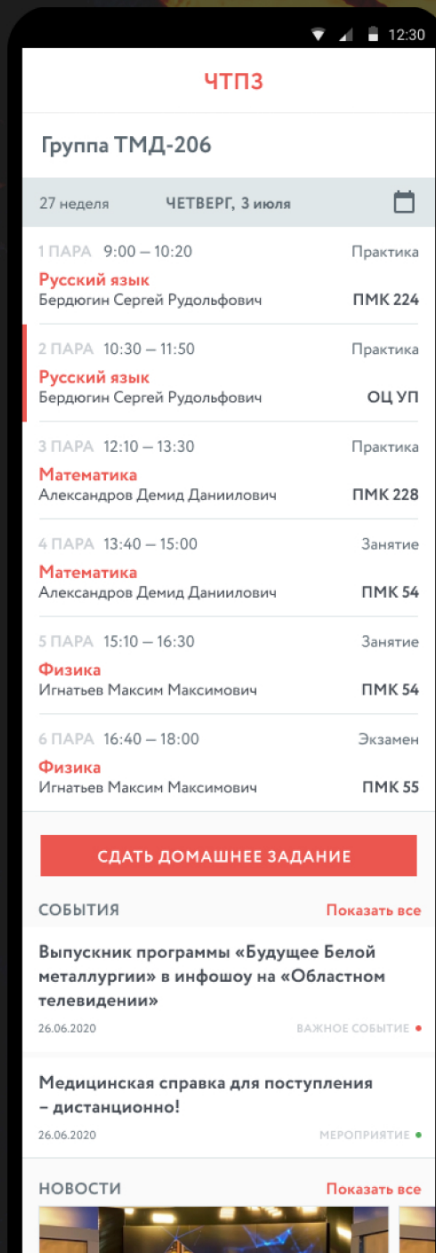 12:30
ЧТПЗ
Группа ТМД-206
27 неделя ЧЕТВЕРГ, 3 июля
1 ПАРА 9:00 – 10:20 Практика
Русский язык
Бердюгин Сергей Рудольфович ПМК 224
2 ПАРА 10:30 – 11:50 Практика
Русский язык
Бердюгин Сергей Рудольфович ОЦ УП
3 ПАРА 12:10 – 13:30 Практика
Математика
Александров Демид Даниилович ПМК 228
4 ПАРА 13:40 – 15:00 Занятие
Математика
Александров Демид Даниилович ПМК 54
5 ПАРА 15:10 – 16:30 Занятие
Физика
Игнатьев Максим Максимович ПМК 54
6 ПАРА 16:40 – 18:00 Экзамен
Физика
Игнатьев Максим Максимович ПМК 55
СДАТЬ ДОМАШНЕЕ ЗАДАНИЕ
СОБЫТИЯ Показать все
Выпускник программы «Будущее Белой
металлургии» в инфошоу на «Областном
телевидении»
26.06.2020 ВАЖНОЕ СОБЫТИЕ
Медицинская справка для поступления
– дистанционно!
26.06.2020 МЕРОПРИЯТИЕ
НОВОСТИ Показать все